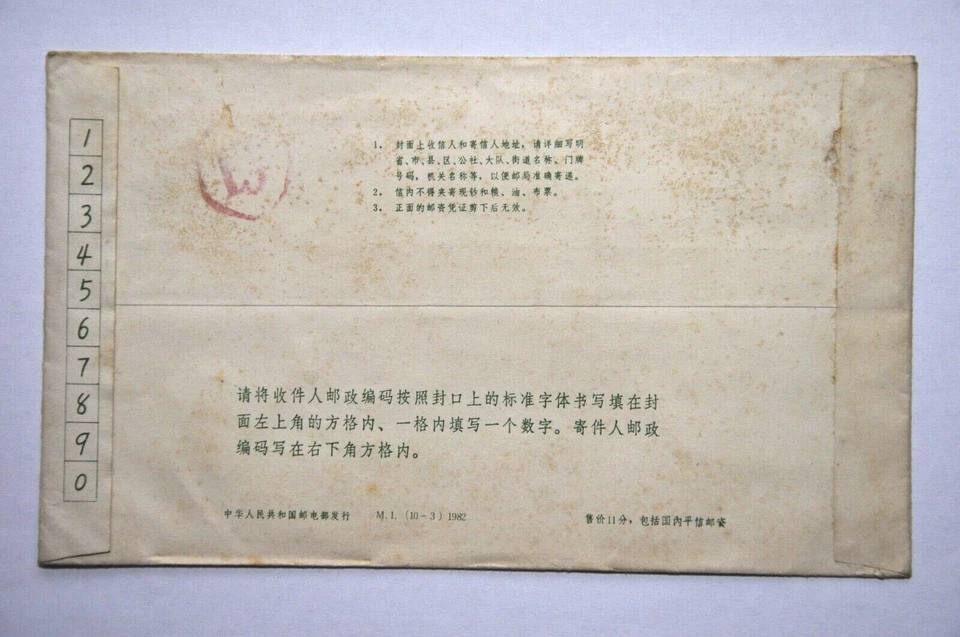 1
2
3
4
5
6
7
8
9
0
1. 封面上收信人和寄信人地址，请详细写明
省、市、县、区、公社、大队、街道名称、门牌
号码，机关名称等，以便邮局准确寄递。
2. 信内不得夹寄现钞和粮、油、布票。
3. 正面的邮资凭证剪下后无效。
请将收件人邮政编码按照封口上的标准字体书写填在封
面左上角的方格内、一格内填写一个数字。寄件人邮政
编码写在右下角方格内。
中华人民共和国邮电部发行 M.1. (10-3) 1982 售价11分，包括国内平信邮资